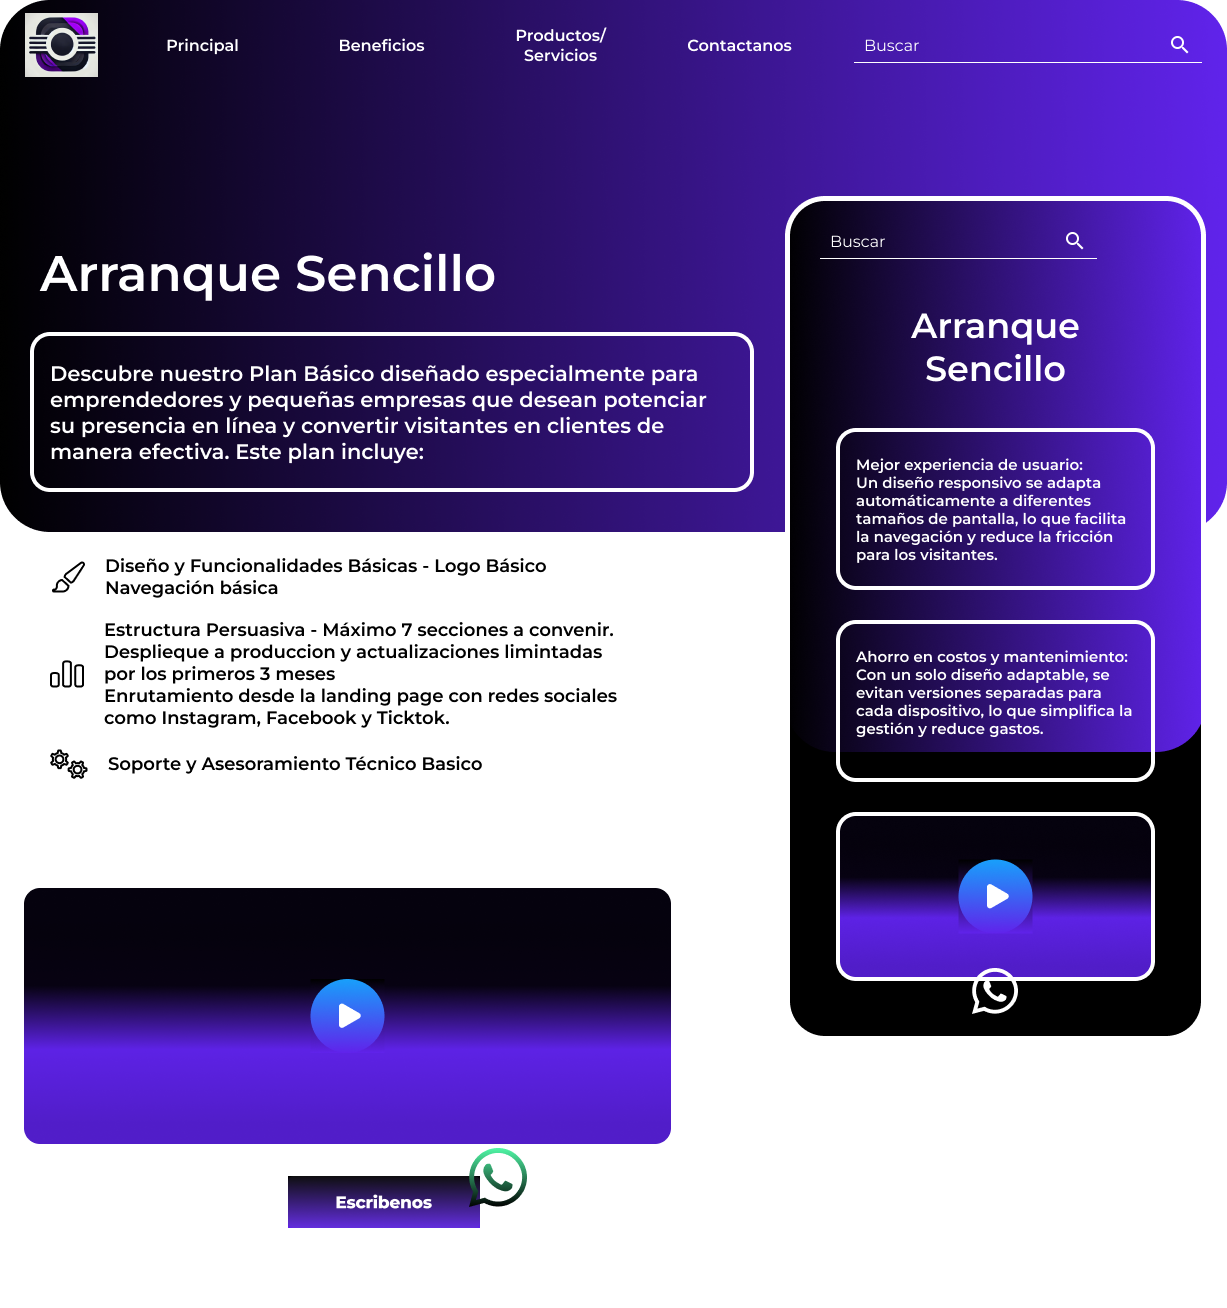 Principal
Beneficios
Productos/
Servicios
Contactanos
Buscar
Arranque Sencillo
Descubre nuestro Plan Básico diseñado especialmente para
emprendedores y pequeñas empresas que desean potenciar
su presencia en línea y convertir visitantes en clientes de
manera efectiva. Este plan incluye:
Diseño y Funcionalidades Básicas - Logo Básico
Navegación básica
Estructura Persuasiva - Máximo 7 secciones a convenir.
Desplieque a produccion y actualizaciones limintadas
por los primeros 3 meses
Enrutamiento desde la landing page con redes sociales
como Instagram, Facebook y Ticktok.
Soporte y Asesoramiento Técnico Basico
Escribenos
Buscar
Arranque
Sencillo
Mejor experiencia de usuario:
Un diseño responsivo se adapta
automáticamente a diferentes
tamaños de pantalla, lo que facilita
la navegación y reduce la fricción
para los visitantes.
Ahorro en costos y mantenimiento:
Con un solo diseño adaptable, se
evitan versiones separadas para
cada dispositivo, lo que simplifica la
gestión y reduce gastos.